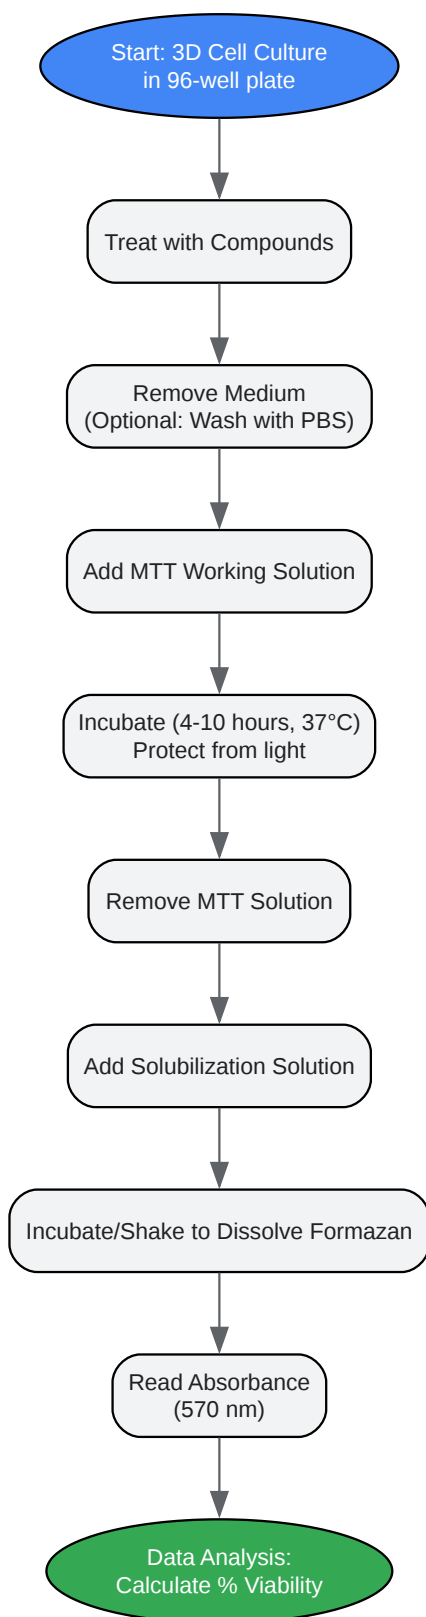 Start: 3D Cell Culture
in 96-well plate
Treat with Compounds
Remove Medium
(Optional: Wash with PBS)
Add MTT Working Solution
Incubate (4-10 hours, 37°C)
Protect from light
Remove MTT Solution
Add Solubilization Solution
Incubate/Shake to Dissolve Formazan
Read Absorbance
(570 nm)
Data Analysis:
Calculate % Viability